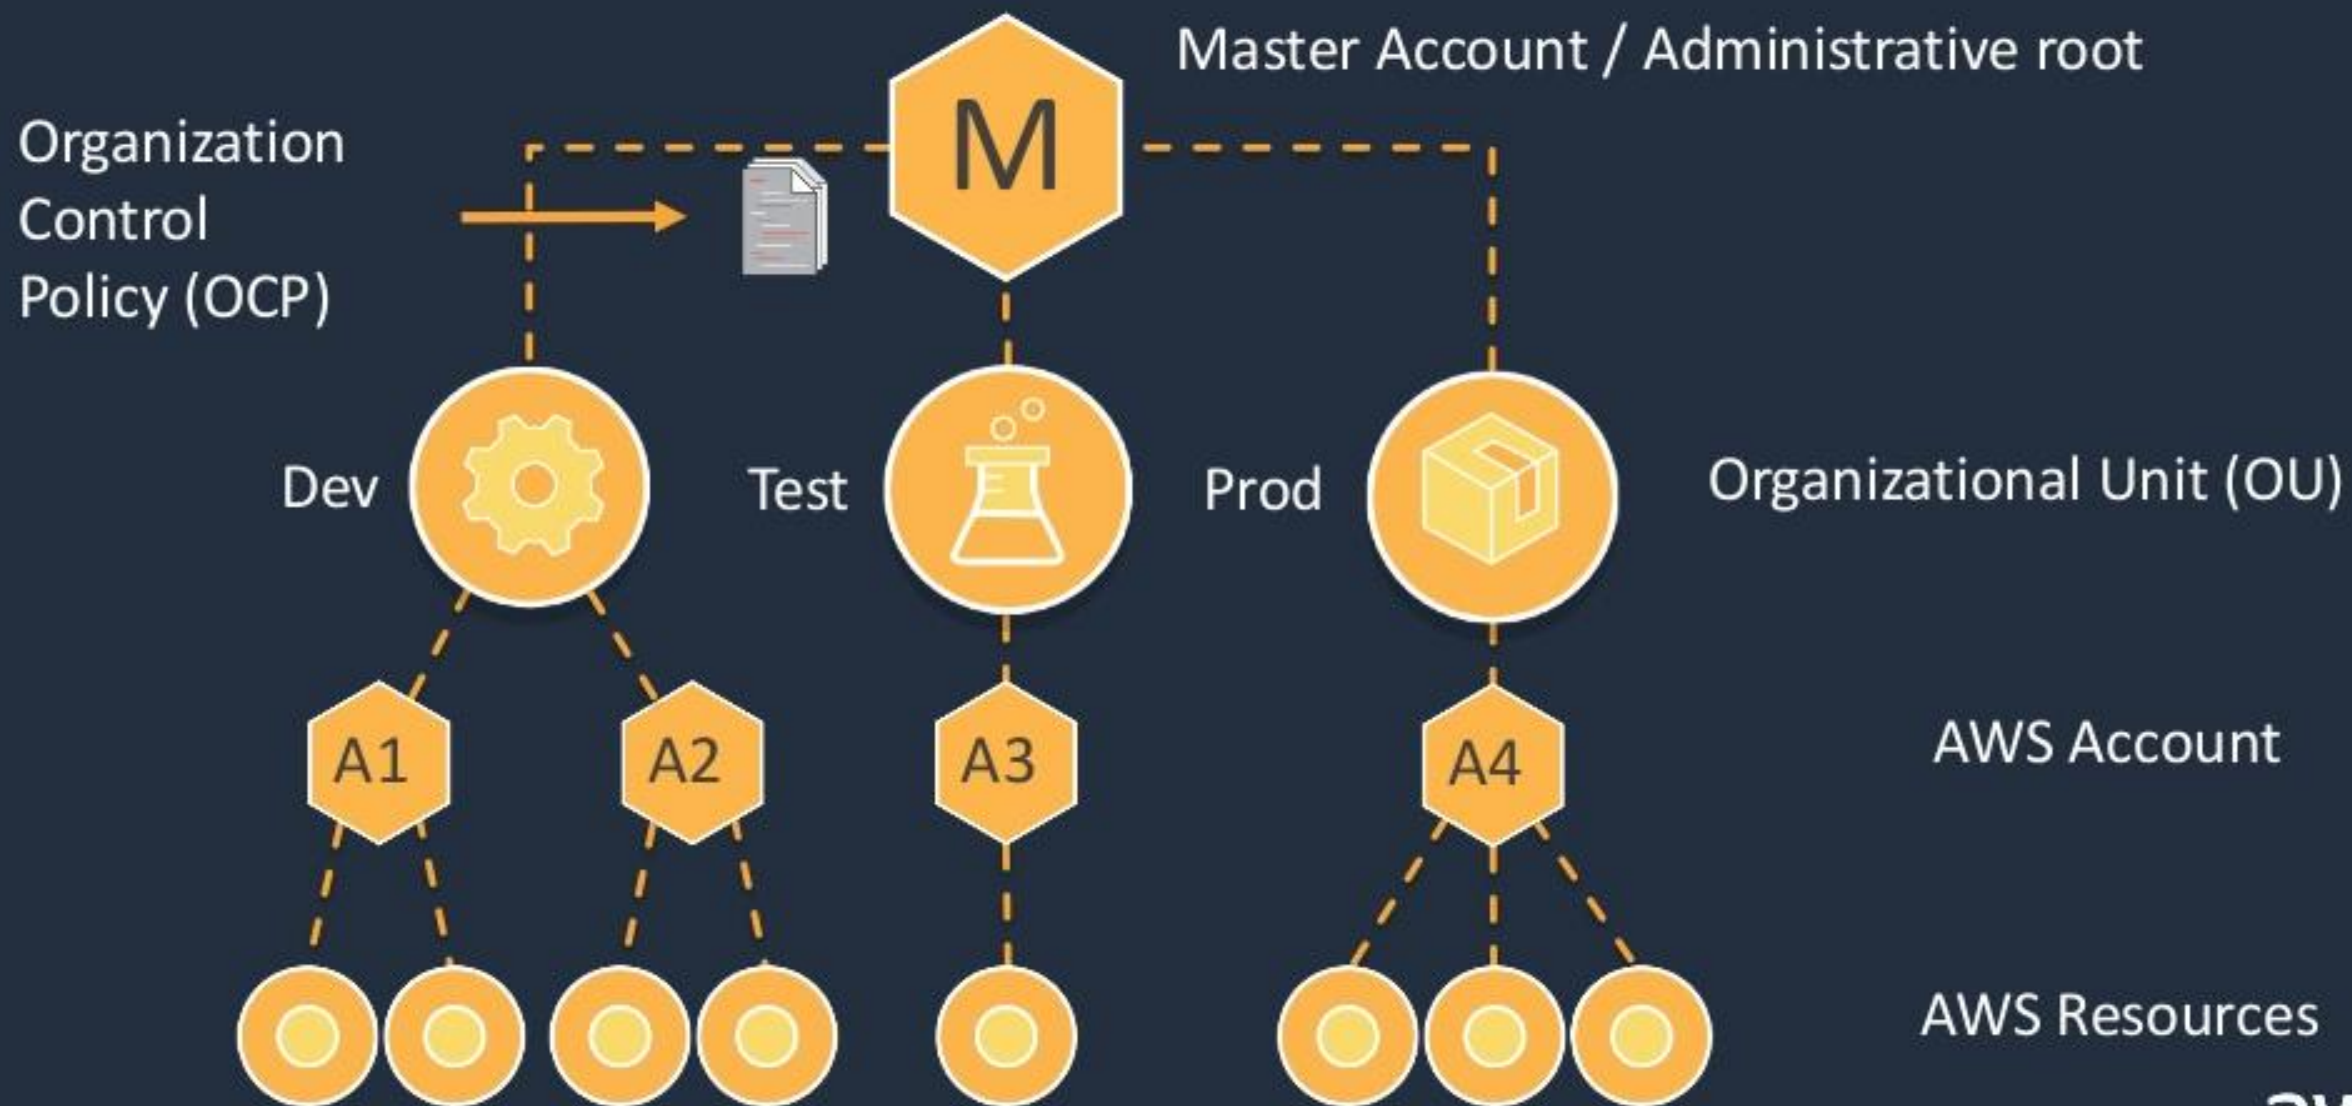 Master Account / Administrative root
M
Organization
Control
Policy (OCP)
Dev
Test
Prod
Organizational Unit (OU)
A1
A2
A3
A4
AWS Account
AWS Resources